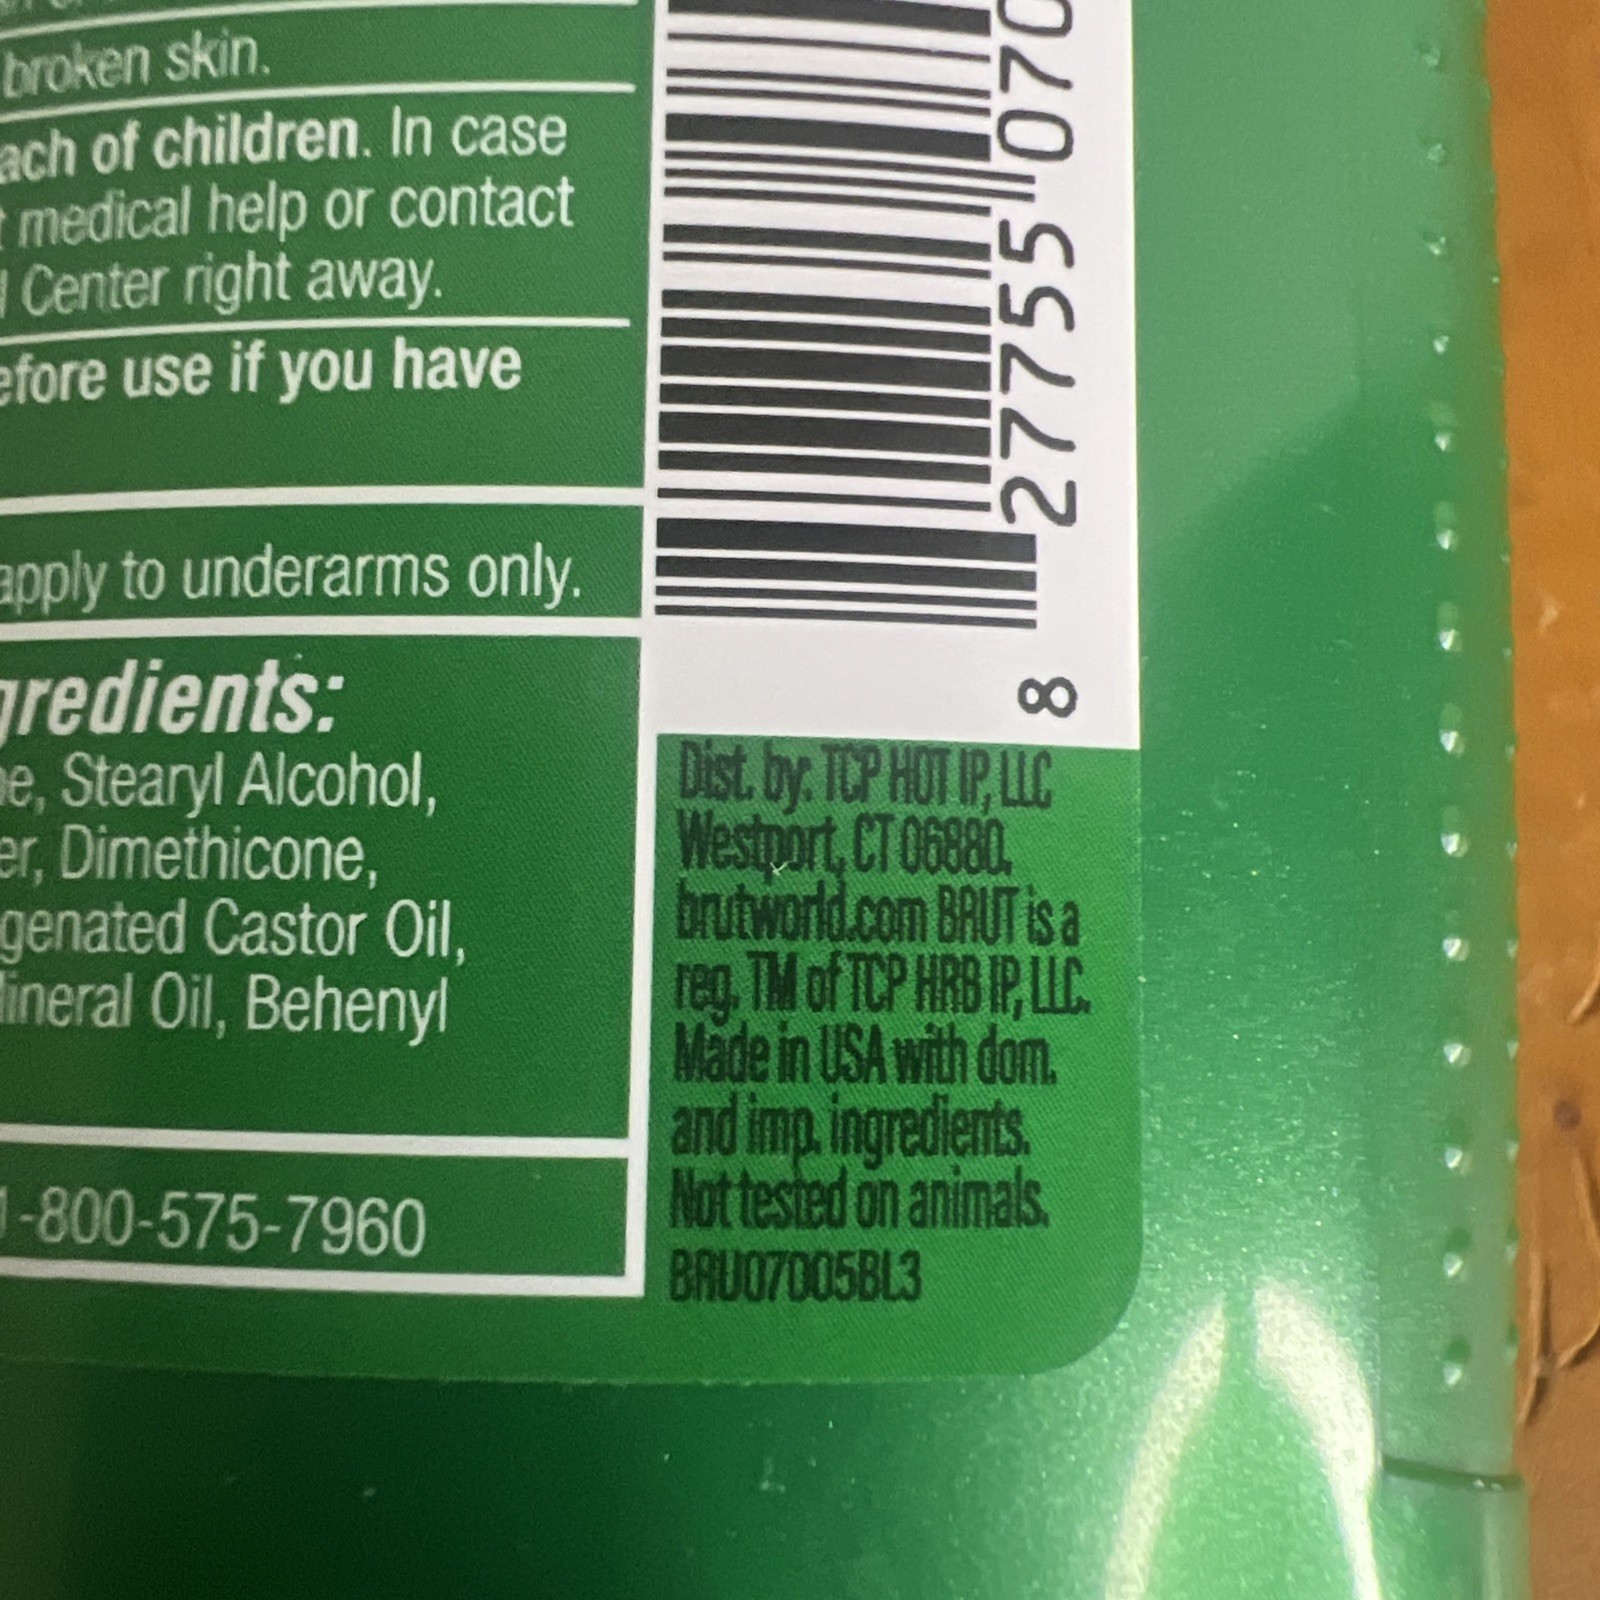 broken skin.
ach of children. In case
medical help or contact
Center right away.
efore use if you have
apply to underarms only.
gredients:
e, Stearyl Alcohol,
er, Dimethicone,
genated Castor Oil,
ineral Oil, Behenyl
1-800-575-7960
8 27755 070
Dist. by: TCP HOT IP, LLC
Westport, CT 06880.
brutworld.com BRUT is a
reg. TM of TCP HRB IP, LLC.
Made in USA with dom.
and imp. ingredients.
Not tested on animals.
BRU07005BL3